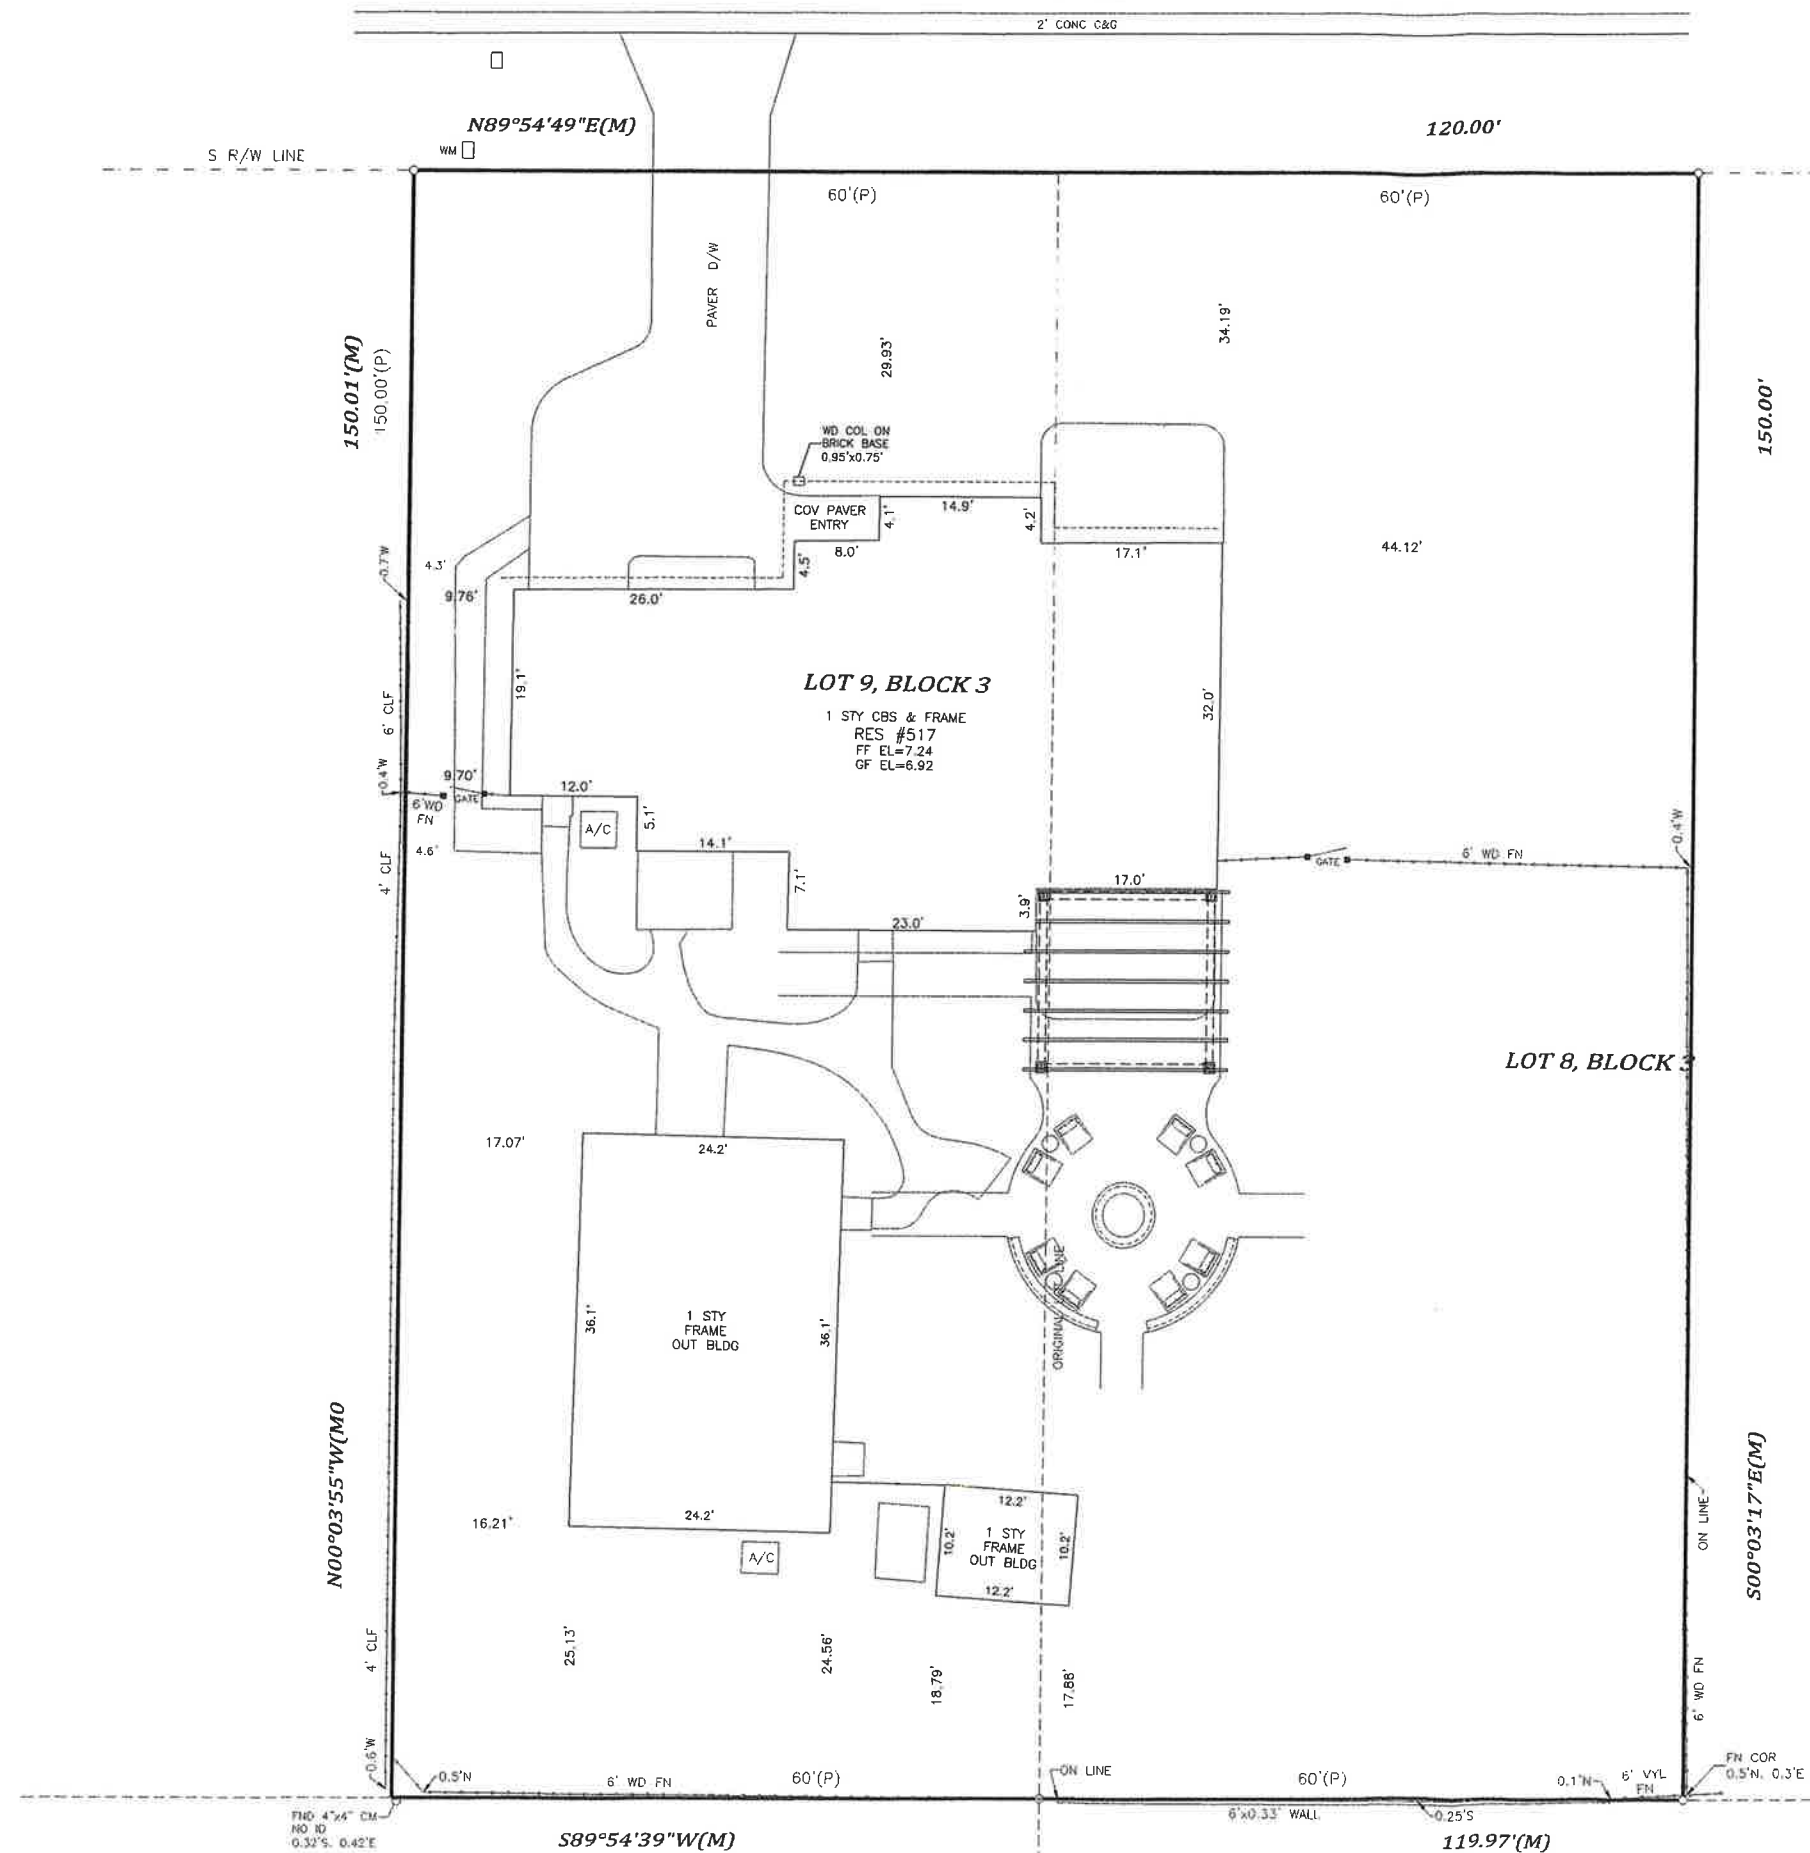 2' CONC C&G
N89°54'49"E(M)
120.00'
S R/W LINE
WM
60'(P)
60'(P)
PAVER D/W
34.19'
29.93'
150.01'(M)
150.00'(P)
150.00'
WD COL ON
BRICK BASE
0.95'x0.75'
COV PAVER
ENTRY
4.1'
14.9'
4.2'
8.0'
17.1'
44.12'
4.5'
0.7'W
4.3'
9.76'
26.0'
19.1'
LOT 9, BLOCK 3
1 STY CBS & FRAME
RES #517
FF EL=7.24
GF EL=6.92
32.0'
6' CLF
0.4'W
9.70'
GATE
6'WD
FN
12.0'
A/C
5.1'
4.6'
14.1'
4' CLF
7.1'
0.4'W
6' WD FN
GATE
17.0'
3.9'
23.0'
LOT 8, BLOCK 3
17.07'
24.2'
36.1'
1 STY
FRAME
OUT BLDG
36.1'
ORIGINAL LOT LINE
N00°03'55"W(M0
S00°03'17"E(M)
ON LINE
16.21'
24.2'
A/C
12.2'
10.2'
1 STY
FRAME
OUT BLDG
10.2'
12.2'
25.13'
24.56'
18.79'
17.88'
4' CLF
6' WD FN
0.6'W
0.5'N
6' WD FN
60'(P)
ON LINE
60'(P)
0.1'N
6' VYL
FN
FN COR
0.5'N, 0.3'E
FND 4"x4" CM
NO ID
0.32'S, 0.42'E
6'x0.33' WALL
0.25'S
S89°54'39"W(M)
119.97'(M)